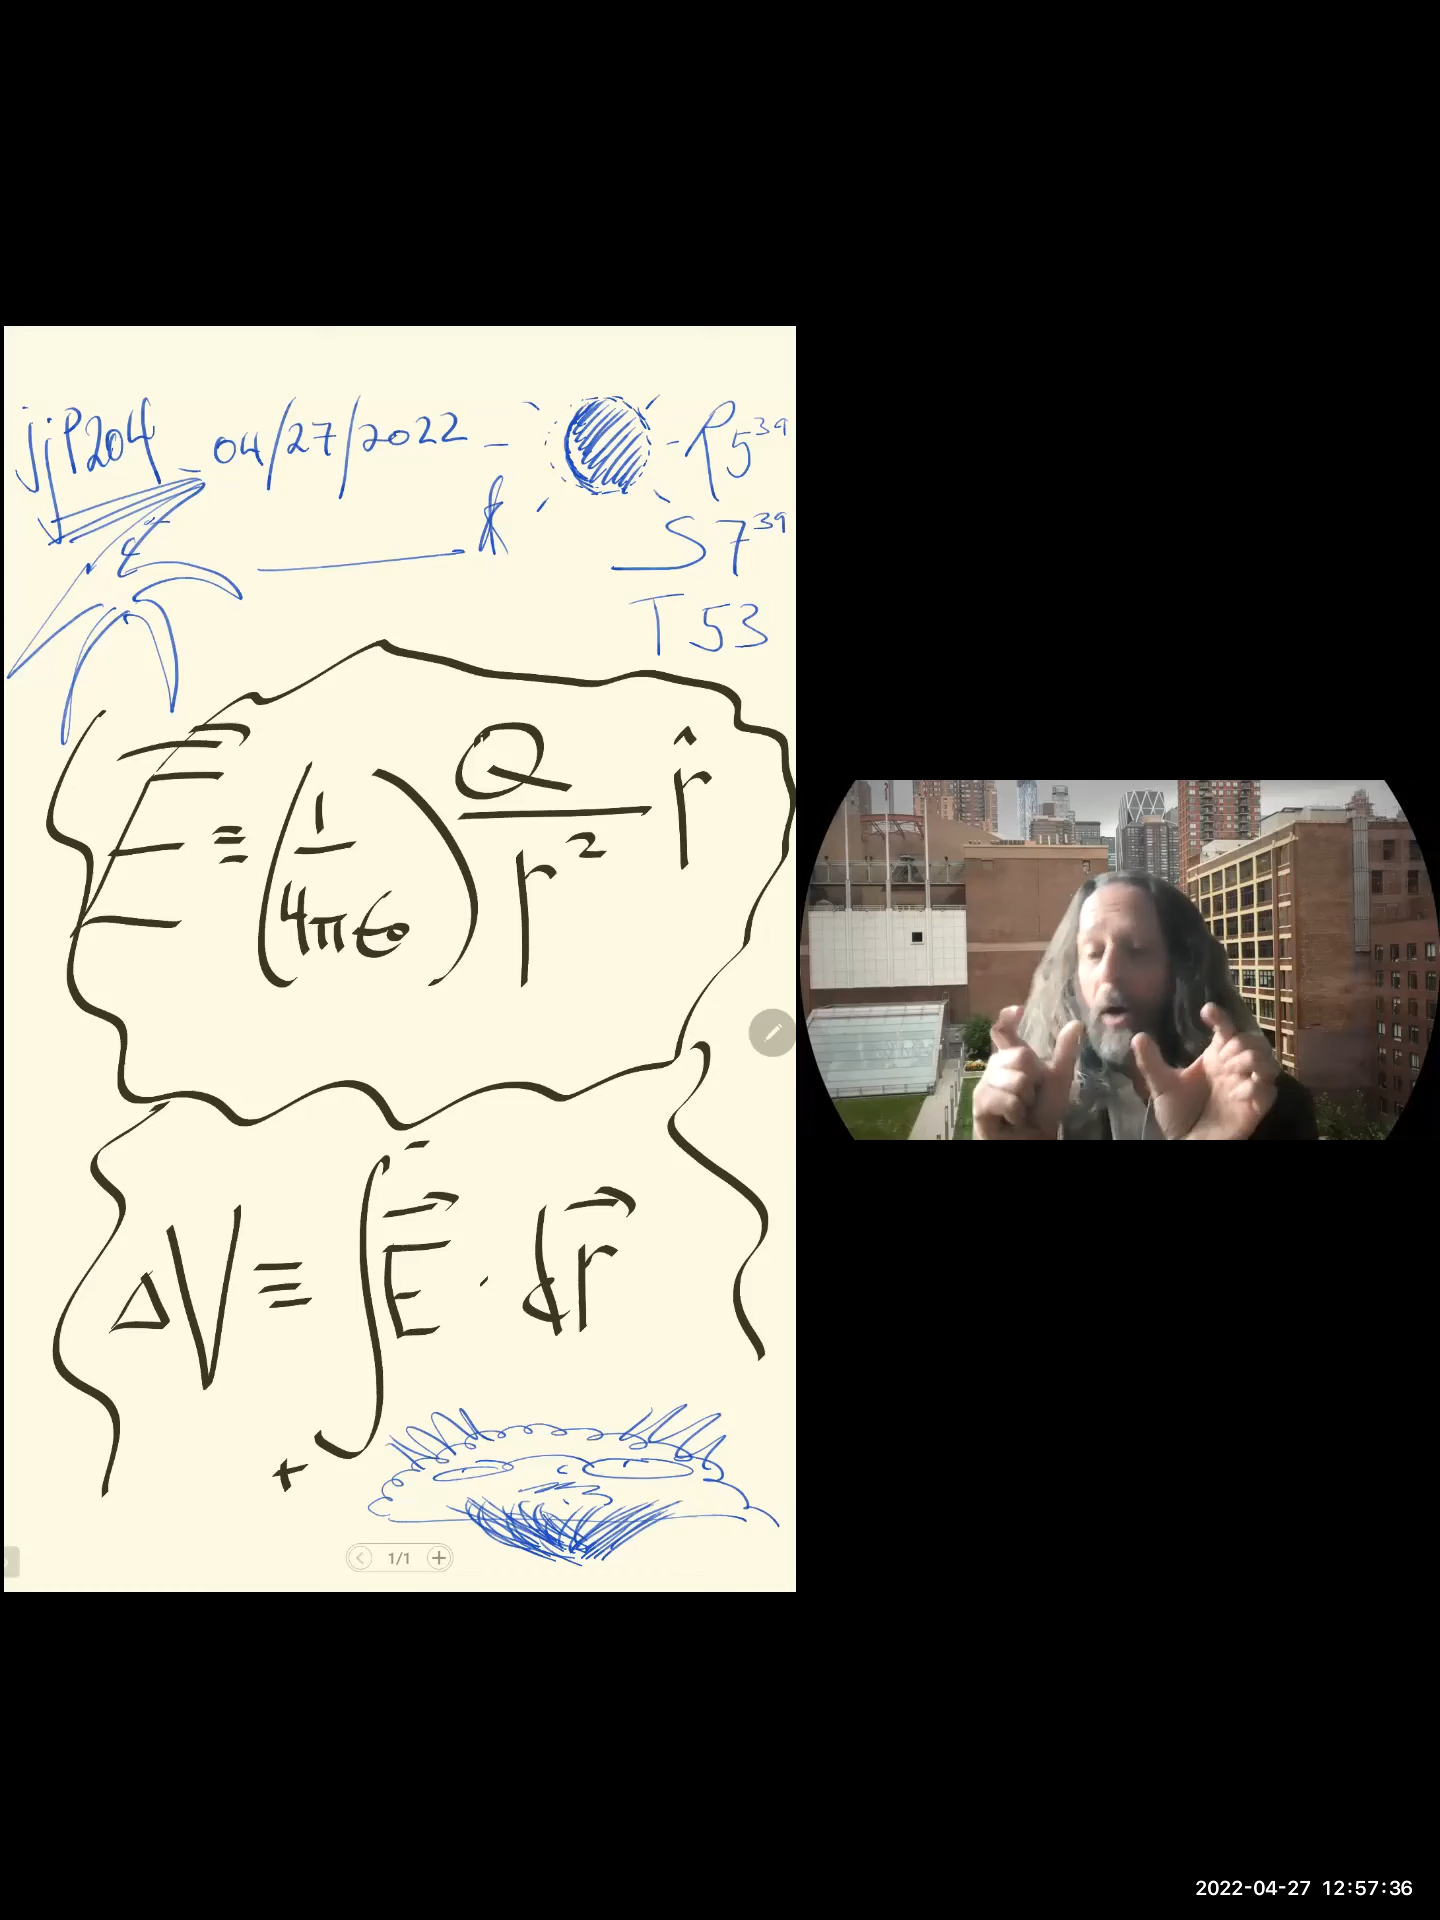 jjP204 04/27/2022 - R5³⁹
S7³⁹
T53
E⃗ = (1/4πϵ₀) Q/r² r̂
ΔV ≡ ∫₊⁻ E⃗ · dr⃗
1/1
2022-04-27 12:57:36